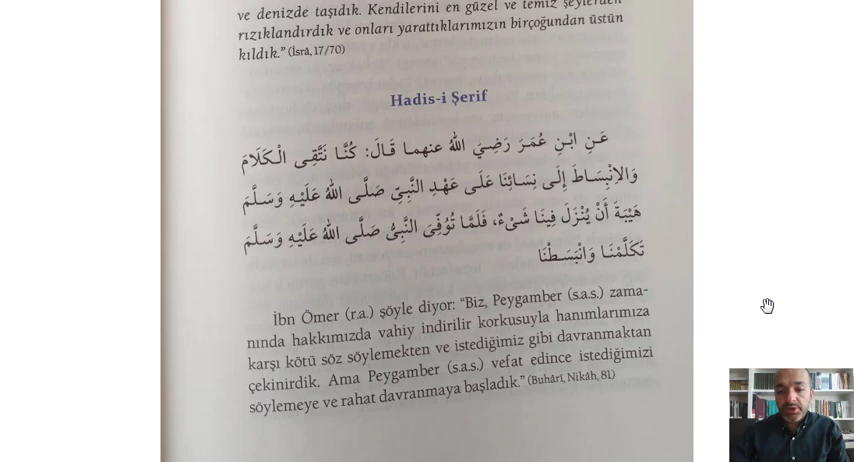 ve denizde taşıdık. Kendilerini en güzel ve temiz şeylerden
rızıklandırdık ve onları yarattıklarımızın birçoğundan üstün
kıldık.” (İsrâ, 17/70)
Hadis-i Şerif
عَنِ ابْنِ عُمَرَ رَضِيَ اللهُ عنهما قَالَ: كُنَّا نَتَّقِى الْكَلَامَ
وَالِانْبِسَاطَ إِلَى نِسَائِنَا عَلَى عَهْدِ النَّبِيِّ صَلَّى اللهُ عَلَيْهِ وَسَلَّمَ
هَيْبَةَ أَنْ يُنْزَلَ فِينَا شَىْءٌ، فَلَمَّا تُوُفِّىَ النَّبِيُّ صَلَّى اللهُ عَلَيْهِ وَسَلَّمَ
تَكَلَّمْنَا وَانْبَسَطْنَا
İbn Ömer (r.a.) şöyle diyor: “Biz, Peygamber (s.a.s.) zama-
nında hakkımızda vahiy indirilir korkusuyla hanımlarımıza
karşı kötü söz söylemekten ve istediğimiz gibi davranmaktan
çekinirdik. Ama Peygamber (s.a.s.) vefat edince istediğimizi
söylemeye ve rahat davranmaya başladık.” (Buhârî, Nikâh, 81)